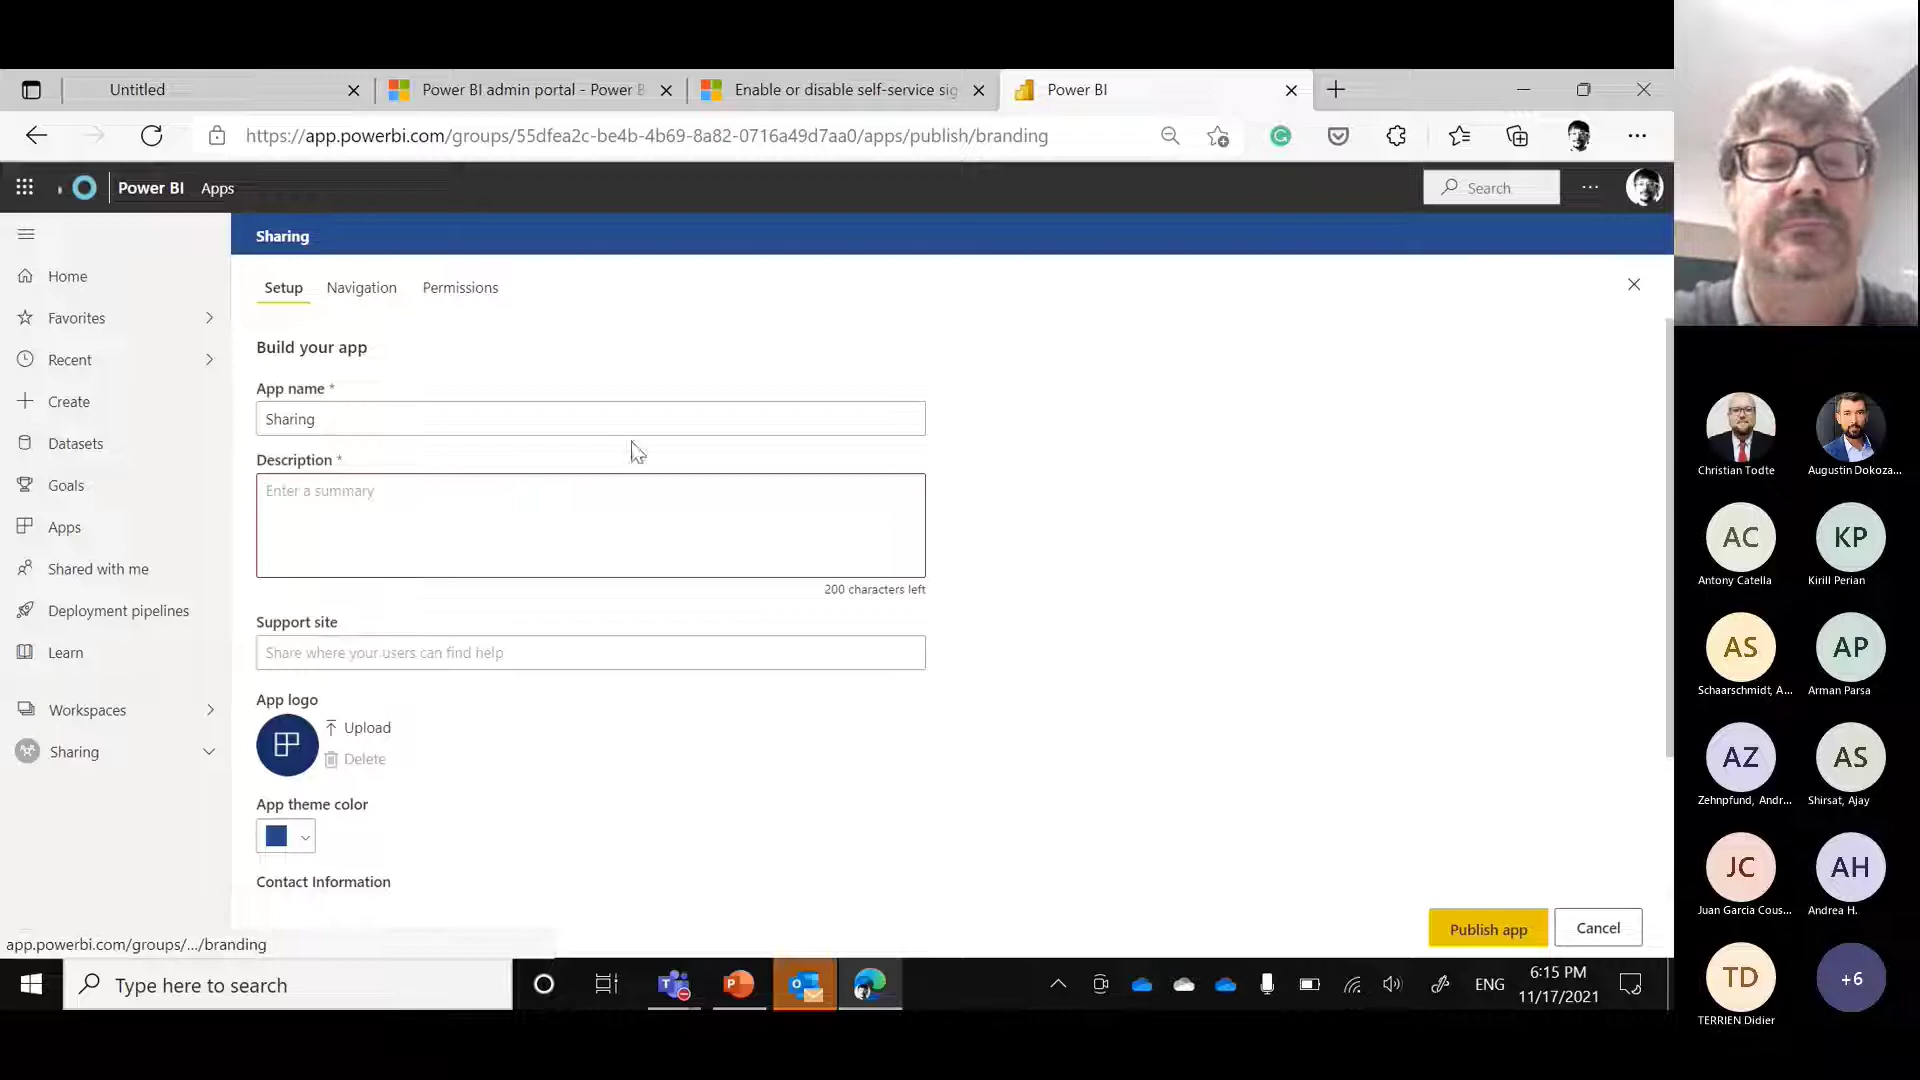 Untitled
Power BI admin portal - Power B
Enable or disable self-service sig
Power BI
https://app.powerbi.com/groups/55dfea2c-be4b-4b69-8a82-0716a49d7aa0/apps/publish/branding
Power BI Apps
Search
Sharing
Home
Favorites
Recent
Create
Datasets
Goals
Apps
Shared with me
Deployment pipelines
Learn
Workspaces
Sharing
Setup Navigation Permissions
Build your app
App name *
Sharing
Description *
Enter a summary
200 characters left
Support site
Share where your users can find help
App logo
Upload
Delete
App theme color
Contact Information
Publish app
Cancel
app.powerbi.com/groups/.../branding
Type here to search
ENG
6:15 PM
11/17/2021
Christian Todte
Augustin Dokoza...
AC
Antony Catella
KP
Kirill Perian
AS
Schaarschmidt, A...
AP
Arman Parsa
AZ
Zehnpfund, Andr...
AS
Shirsat, Ajay
JC
Juan Garcia Cous...
AH
Andrea H.
TD
TERRIEN Didier
+6